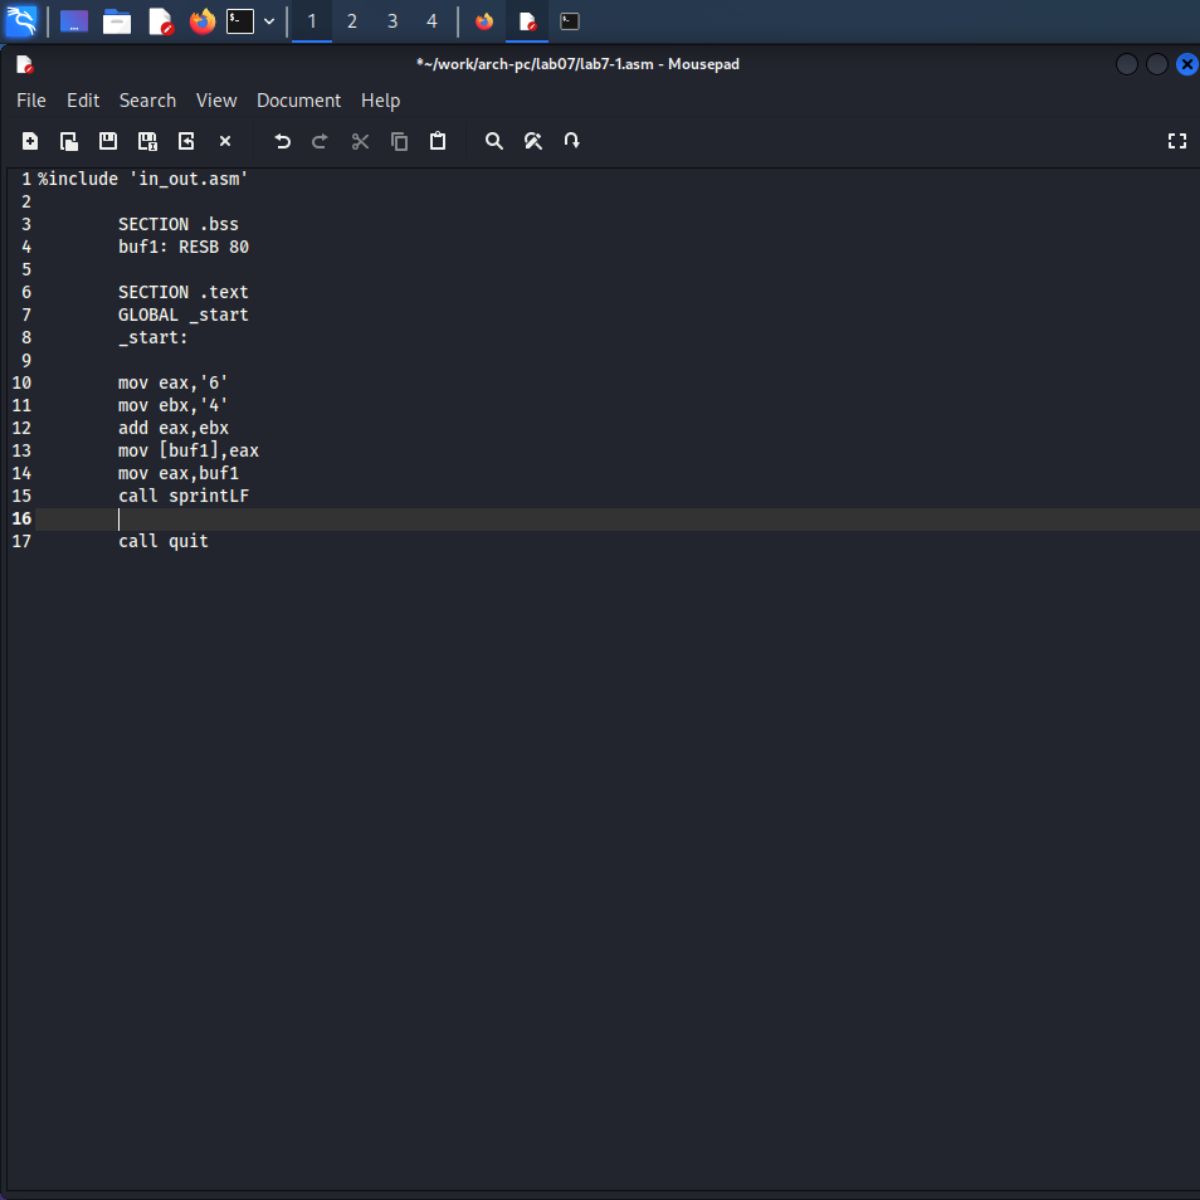 1 2 3 4
*~/work/arch-pc/lab07/lab7-1.asm - Mousepad
File Edit Search View Document Help
1 %include 'in_out.asm'
2
3 SECTION .bss
4 buf1: RESB 80
5
6 SECTION .text
7 GLOBAL _start
8 _start:
9
10 mov eax,'6'
11 mov ebx,'4'
12 add eax,ebx
13 mov [buf1],eax
14 mov eax,buf1
15 call sprintLF
16
17 call quit